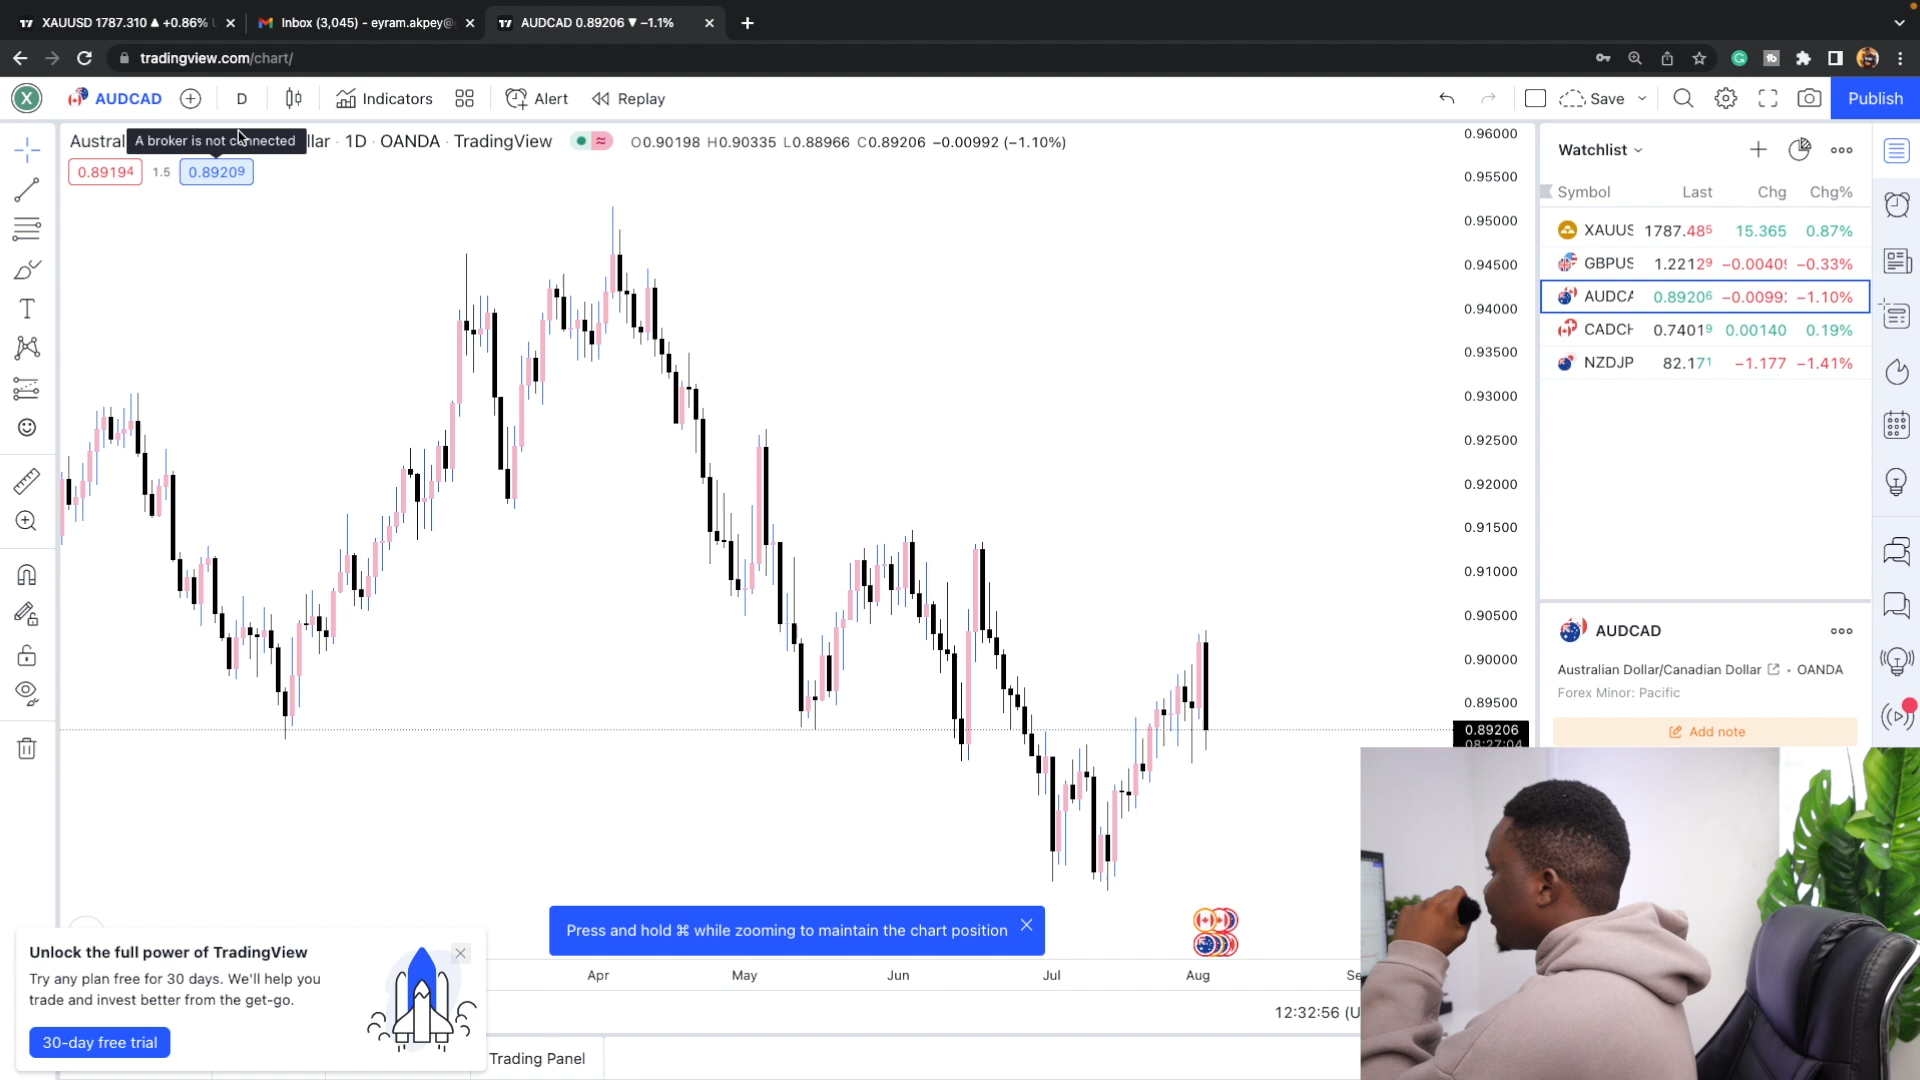 XAUUSD 1787.310 ▲ +0.86%
Inbox (3,045) - eyram.akpey@
AUDCAD 0.89206 ▼ −1.1%
tradingview.com/chart/
X
AUDCAD
D
Indicators
Alert
Replay
Save
Publish
Austral
A broker is not connected
llar · 1D · OANDA · TradingView
O0.90198 H0.90335 L0.88966 C0.89206 −0.00992 (−1.10%)
0.89194
1.5
0.89209
0.96000
0.95500
0.95000
0.94500
0.94000
0.93500
0.93000
0.92500
0.92000
0.91500
0.91000
0.90500
0.90000
0.89500
0.89206
08:27:04
Watchlist
Symbol Last Chg Chg%
XAUUS 1787.485 15.365 0.87%
GBPUS 1.22129 −0.0040 −0.33%
AUDCA 0.89206 −0.0099 −1.10%
CADCH 0.74019 0.00140 0.19%
NZDJP 82.171 −1.177 −1.41%
AUDCAD
Australian Dollar/Canadian Dollar • OANDA
Forex Minor: Pacific
Add note
Press and hold ⌘ while zooming to maintain the chart position
Unlock the full power of TradingView
Try any plan free for 30 days. We'll help you
trade and invest better from the get-go.
30-day free trial
Apr May Jun Jul Aug Se
12:32:56 (U
Trading Panel